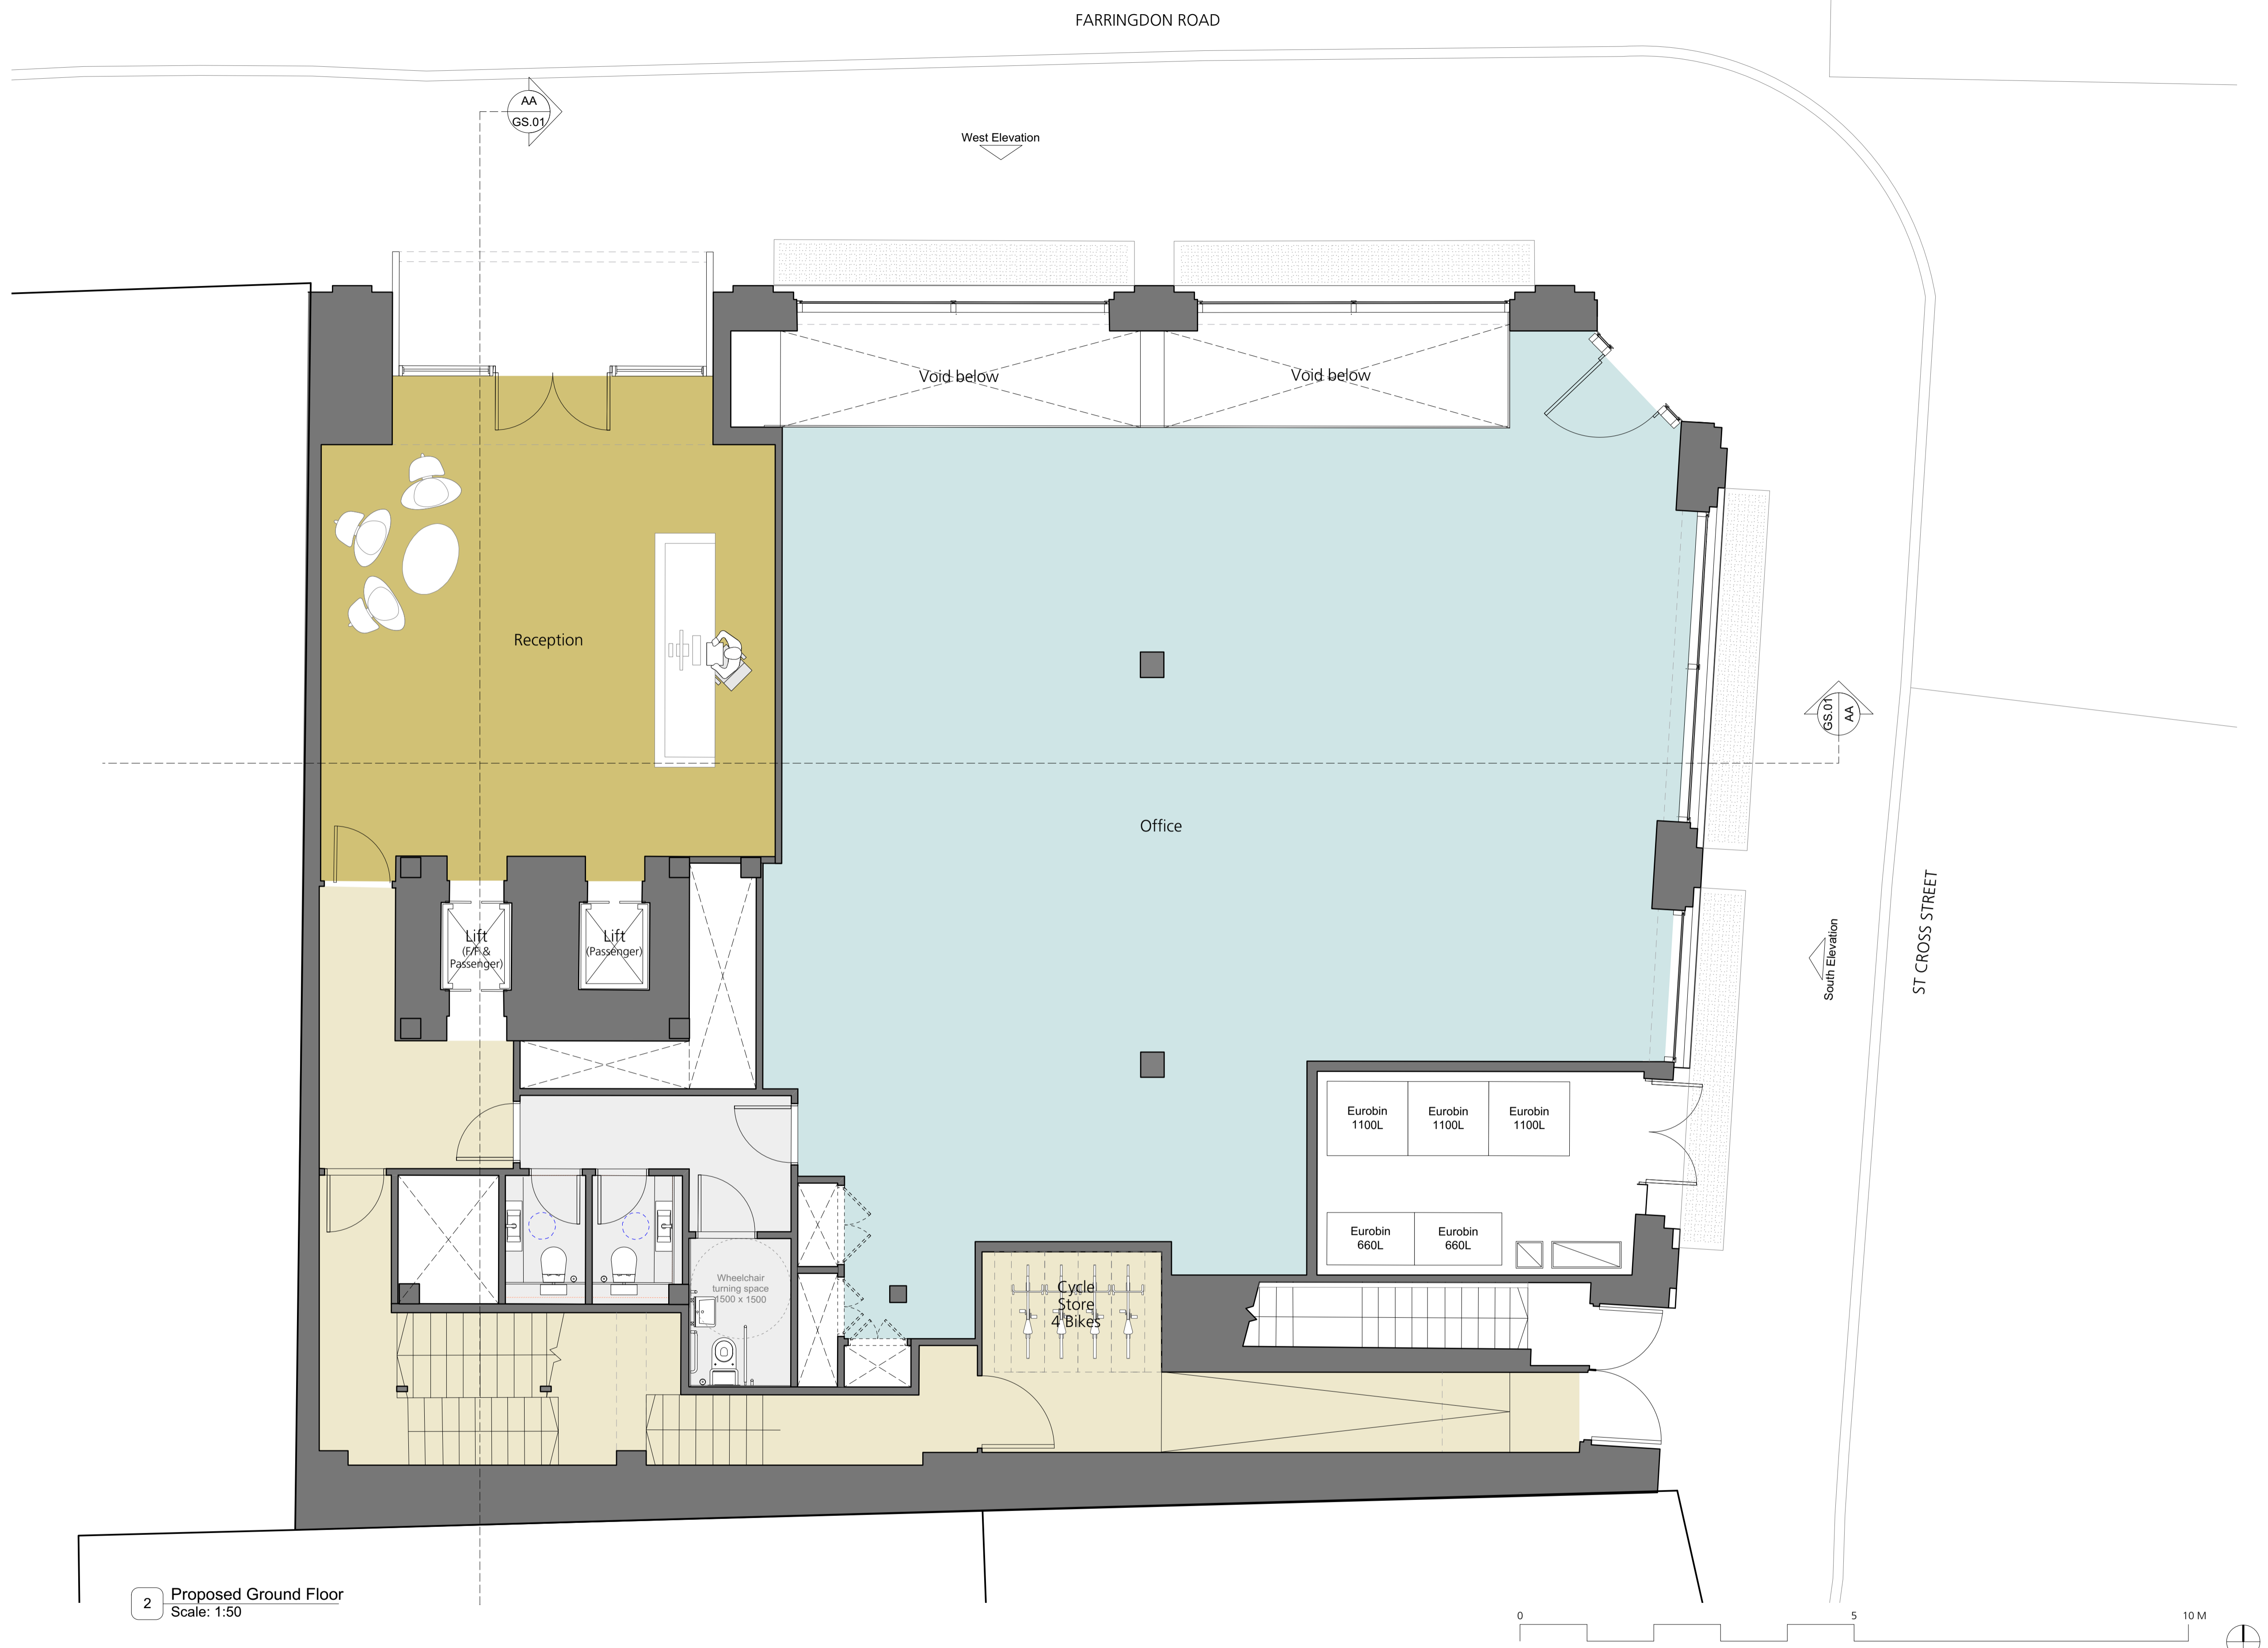 FARRINGDON ROAD
AA
GS.01
West Elevation
Void below
Void below
Reception
GS.01
AA
Office
ST CROSS STREET
South Elevation
Lift
(F/F &
Passenger)
Lift
(Passenger)
Eurobin
1100L
Eurobin
1100L
Eurobin
1100L
Eurobin
660L
Eurobin
660L
Wheelchair
turning space
1500 x 1500
Cycle
Store
4 Bikes
2
Proposed Ground Floor
Scale: 1:50
0
5
10 M